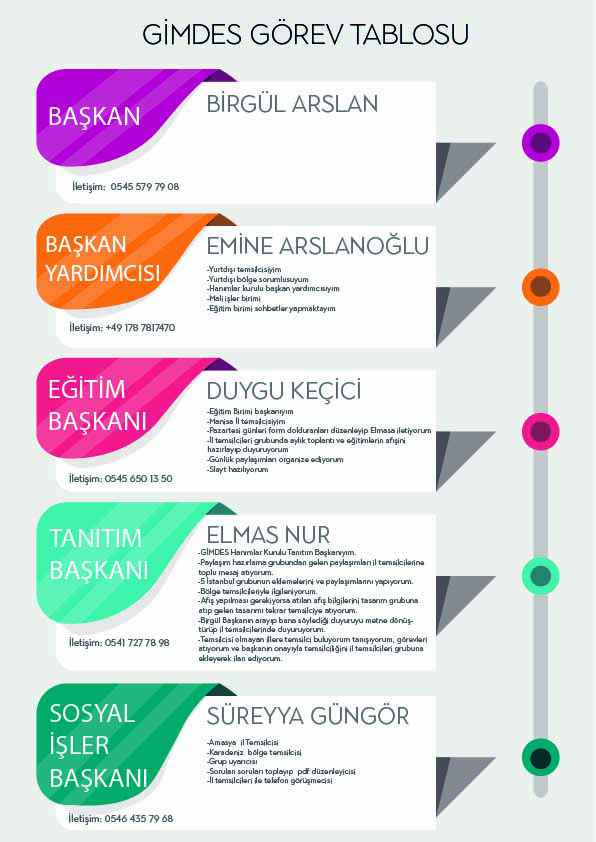 GİMDES GÖREV TABLOSU
BAŞKAN
BİRGÜL ARSLAN
İletişim: 0545 579 79 08
BAŞKAN
YARDIMCISI
EMİNE ARSLANOĞLU
-Yurtdışı temsilcisiyim
-Yurtdışı bölge sorumlusuyum
-Hanımlar kurulu başkan yardımcısıyım
-Mali işler birimi
-Eğitim birimi sohbetler yapmaktayım
İletişim: +49 178 7817470
EĞİTİM
BAŞKANI
DUYGU KEÇİCİ
-Eğitim Birimi başkanıyım
-Manisa İl temsilcisiyim
-Pazartesi günleri form dolduranları düzenleyip Elmasa iletiyorum
-İl temsilcileri grubunda aylık toplantı ve eğitimlerin afişini
hazırlayıp duyuruyorum
-Günlük paylaşımları organize ediyorum
-Slayt hazılıyorum
İletişim: 0545 650 13 50
TANITIM
BAŞKANI
ELMAS NUR
-GİMDES Hanımlar Kurulu Tanıtım Başkanıyım.
-Paylaşım hazırlama grubundan gelen paylaşımları il temsilcilerine
toplu mesaj atıyorum.
-5 İstanbul grubunun eklemelerini ve paylaşımlarını yapıyorum.
-Bölge temsilcileriyle ilgileniyorum.
-Afiş yapılması gerekiyorsa atılan afiş bilgilerini tasarım grubuna
atıp gelen tasarımı tekrar temsilciye atıyorum.
-Birgül Başkanın arayıp bana söylediği duyuruyu metne dönüş-
türüp il temsilcilerinde duyuruyorum.
-Temsilcisi olmayan illere temsilci buluyorum tanışıyorum, görevleri
atıyorum ve başkanın onayıyla temsilciliğini il temsilcileri grubuna
ekleyerek ilan ediyorum.
İletişim: 0541 727 78 98
SOSYAL
İŞLER
BAŞKANI
SÜREYYA GÜNGÖR
-Amasya il Temsilcisi
-Karadeniz bölge temsilcisi
-Grup uyarıcısı
-Sorulan soruları toplayıp pdf düzenleyicisi
-İl temsilcileri ile telefon görüşmecisi
İletişim: 0546 435 79 68